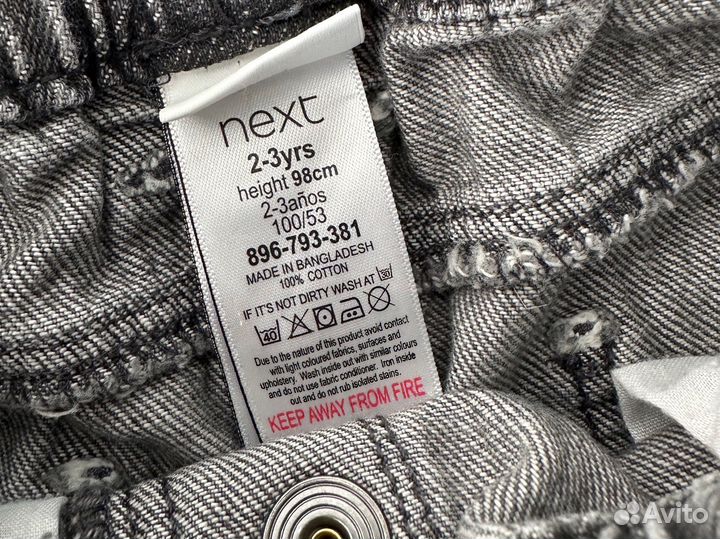 next
2-3yrs
height 98cm
2-3años
100/53
896-793-381
MADE IN BANGLADESH
100% COTTON
IF IT'S NOT DIRTY WASH AT 30
40
Due to the nature of this product avoid contact
with light coloured fabrics, surfaces and
upholstery. Wash inside out with similar colours
and do not use fabric conditioner. Iron inside
out and do not rub isolated stains.
KEEP AWAY FROM FIRE
Avito